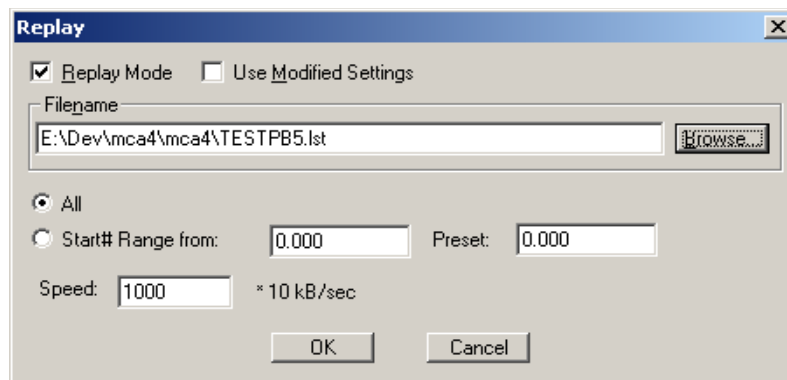 Replay
Replay Mode Use Modified Settings
Filename
E:\Dev\mca4\mca4\TESTPB5.lst Browse...
All
Start# Range from: 0.000 Preset: 0.000
Speed: 1000 * 10 kB/sec
OK Cancel